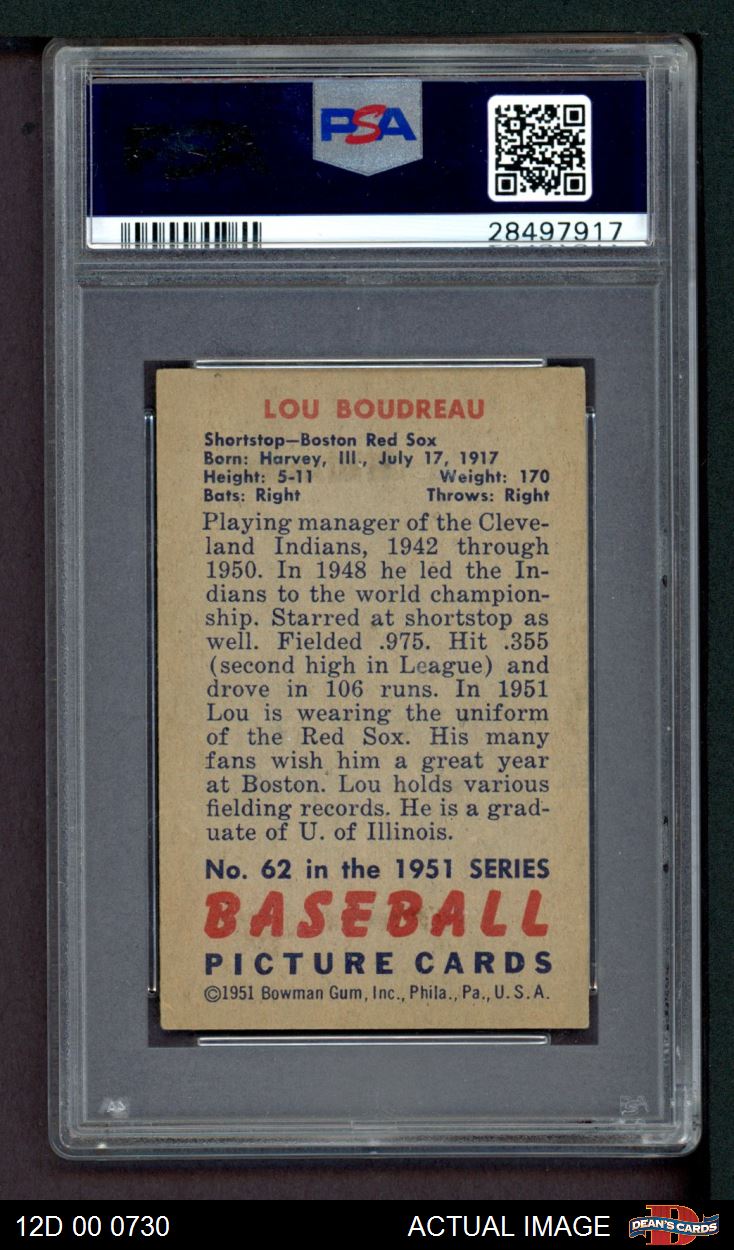 PSA
28497917
LOU BOUDREAU
Shortstop—Boston Red Sox
Born: Harvey, Ill., July 17, 1917
Height: 5-11 Weight: 170
Bats: Right Throws: Right
Playing manager of the Cleve-
land Indians, 1942 through
1950. In 1948 he led the In-
dians to the world champion-
ship. Starred at shortstop as
well. Fielded .975. Hit .355
(second high in League) and
drove in 106 runs. In 1951
Lou is wearing the uniform
of the Red Sox. His many
fans wish him a great year
at Boston. Lou holds various
fielding records. He is a grad-
uate of U. of Illinois.
No. 62 in the 1951 SERIES
BASEBALL
PICTURE CARDS
©1951 Bowman Gum, Inc., Phila., Pa., U.S.A.
12D 00 0730 ACTUAL IMAGE DEAN'S CARDS